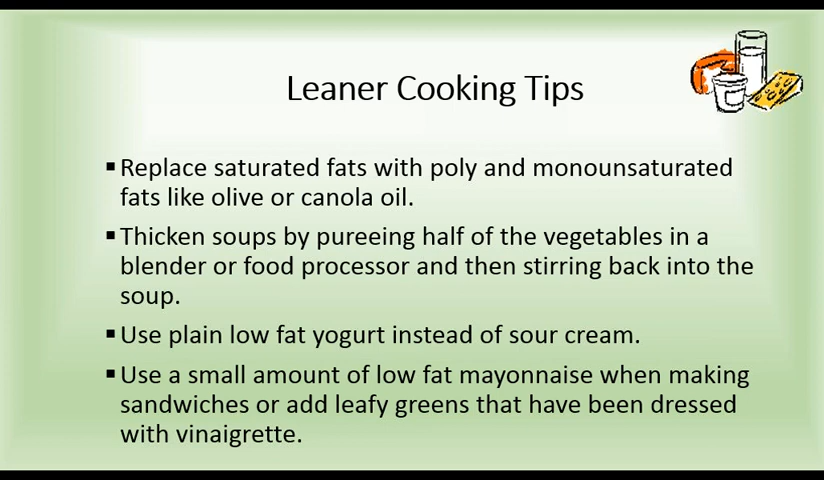 Leaner Cooking Tips
▪Replace saturated fats with poly and monounsaturated
fats like olive or canola oil.
▪Thicken soups by pureeing half of the vegetables in a
blender or food processor and then stirring back into the
soup.
▪Use plain low fat yogurt instead of sour cream.
▪Use a small amount of low fat mayonnaise when making
sandwiches or add leafy greens that have been dressed
with vinaigrette.